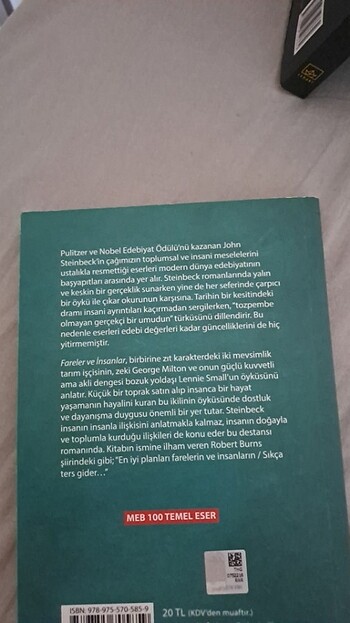 Pulitzer ve Nobel Edebiyat Ödülü'nü kazanan John
Steinbeck'in çağımızın toplumsal ve insani meselelerini
ustalıkla resmettiği eserleri modern dünya edebiyatının
başyapıtları arasında yer alır. Steinbeck romanlarında yalın
ve keskin bir gerçeklik sunarken yine de her seferinde çarpıcı
bir öykü ile çıkar okurunun karşısına. Tarihin bir kesitindeki
dramı insani ayrıntıları kaçırmadan sergilerken, "tozpembe
olmayan gerçekçi bir umudun" türküsünü dillendirir. Bu
nedenle eserleri edebi değerleri kadar güncelliklerini de hiç
yitirmemiştir.
Fareler ve İnsanlar, birbirine zıt karakterdeki iki mevsimlik
tarım işçisinin, zeki George Milton ve onun güçlü kuvvetli
ama akli dengesi bozuk yoldaşı Lennie Small'un öyküsünü
anlatır. Küçük bir toprak satın alıp insanca bir hayat
yaşamanın hayalini kuran bu ikilinin öyküsünde dostluk
ve dayanışma duygusu önemli bir yer tutar. Steinbeck
insanın insanla ilişkisini anlatmakla kalmaz, insanın doğayla
ve toplumla kurduğu ilişkileri de konu eder bu destansı
romanında. Kitabın ismine ilham veren Robert Burns
şiirindeki gibi; "En iyi planları farelerin ve insanların / Sıkça
ters gider..."
MEB 100 TEMEL ESER
ISBN: 978-975-570-585-9
20 TL (KDV'den muaftır.)